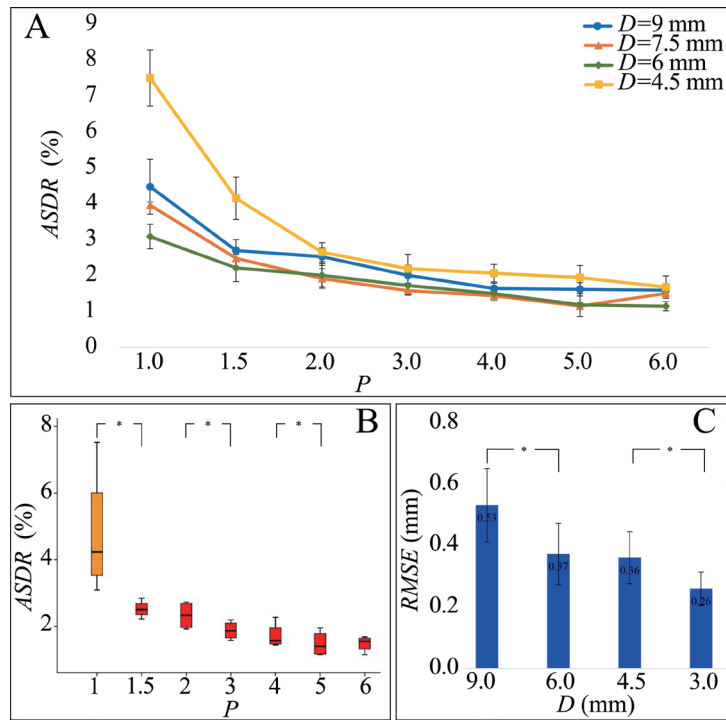 A
9
8
7
6
5
4
3
2
1
0
ASDR (%)
D=9 mm
D=7.5 mm
D=6 mm
D=4.5 mm
1.0 1.5 2.0 3.0 4.0 5.0 6.0
P
B
8
6
4
2
ASDR (%)
* * *
1 1.5 2 3 4 5 6
P
C
0.8
0.6
0.4
0.2
0.0
RMSE (mm)
* *
0.53 0.37 0.36 0.26
9.0 6.0 4.5 3.0
D (mm)